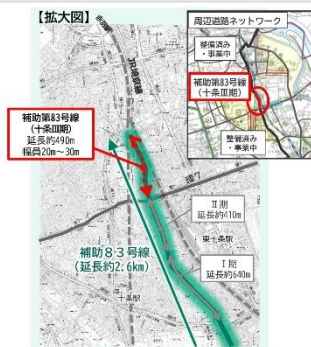 【拡大図】
周辺道路ネットワーク
整備済み
・事業中
補助第83号線
(十条Ⅲ期)
整備済み
・事業中
JR埼京線
補助第83号線
(十条Ⅲ期)
延長約490m
幅員20m~30m
環7
Ⅱ期
延長約410m
補助83号線
(延長約2.6km)
東十条駅
Ⅰ期
延長約640m
十条駅